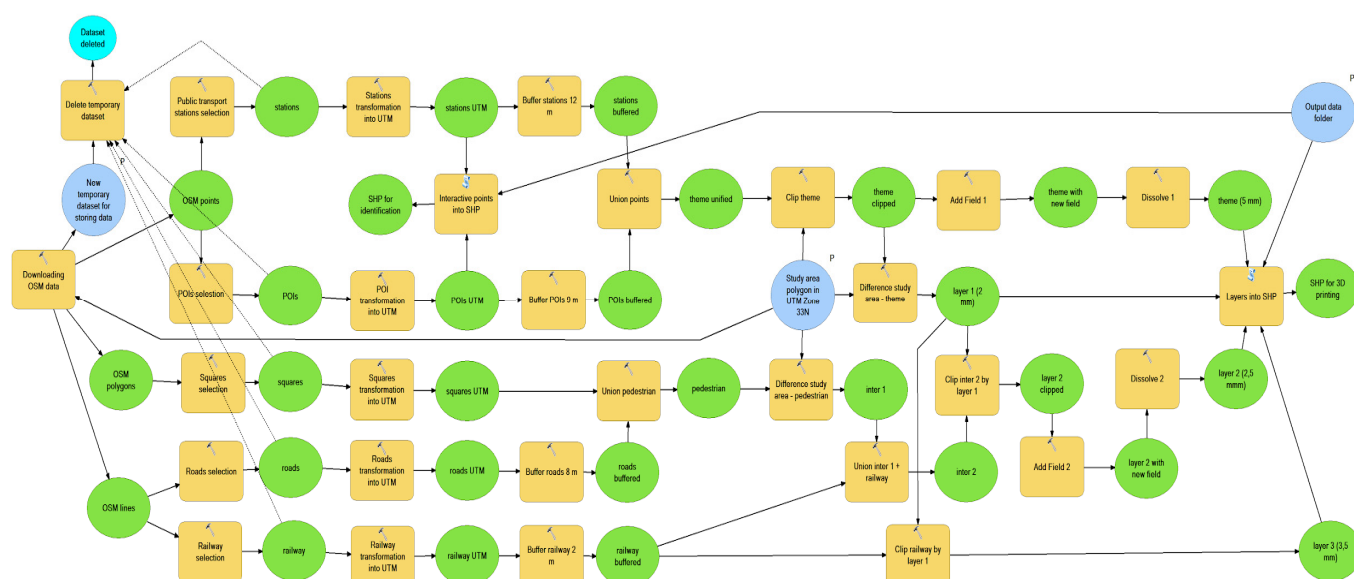 Dataset
deleted
P
Delete temporary
dataset
Public transport
stations selection
stations
Stations
transformation
into UTM
stations UTM
Buffer stations 12
m
stations
buffered
Output data
folder
P
New
temporary
dataset for
storing data
OSM points
SHP for
identification
Interactive points
into SHP
Union points
theme unified
Clip theme
theme
clipped
Add Field 1
theme with
new field
Dissolve 1
theme (5 mm)
P
Downloading
OSM data
POIs selection
POIs
POI
transformation
into UTM
POIs UTM
Buffer POIs 9 m
POIs buffered
Study area
polygon in
UTM Zone
33N
Difference study
area - theme
layer 1 (2
mm)
Layers into SHP
SHP for 3D
printing
OSM
polygons
Squares
selection
squares
Squares
transformation
into UTM
squares UTM
Union pedestrian
pedestrian
Difference study
area - pedestrian
inter 1
Clip inter 2 by
layer 1
layer 2
clipped
Dissolve 2
layer 2 (2,5
mmm)
Roads selection
roads
Roads
transformation
into UTM
roads UTM
Buffer roads 8 m
roads
buffered
Union inter 1 +
railway
inter 2
Add Field 2
layer 2 with
new field
OSM lines
Railway
selection
railway
Railway
transformation
into UTM
railway UTM
Buffer railway 2
m
railway
buffered
Clip railway by
layer 1
layer 3 (3,5
mm)